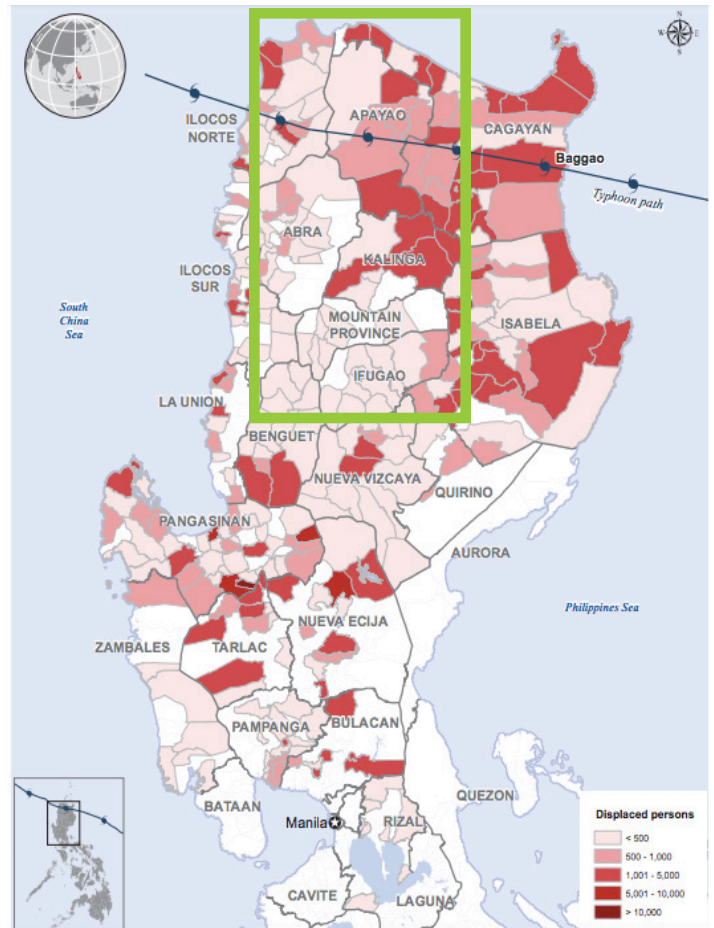 N
W
E
S
ILOCOS
NORTE
APAYAO
CAGAYAN
Baggao
Typhoon path
ABRA
KALINGA
ILOCOS
SUR
South
China
Sea
MOUNTAIN
PROVINCE
ISABELA
IFUGAO
LA UNION
BENGUET
NUEVA VIZCAYA
QUIRINO
PANGASINAN
AURORA
Philippines Sea
NUEVA ECIJA
ZAMBALES
TARLAC
PAMPANGA
BULACAN
QUEZON
BATAAN
Manila
RIZAL
CAVITE
LAGUNA
Displaced persons
< 500
500 - 1,000
1,001 - 5,000
5,001 - 10,000
> 10,000